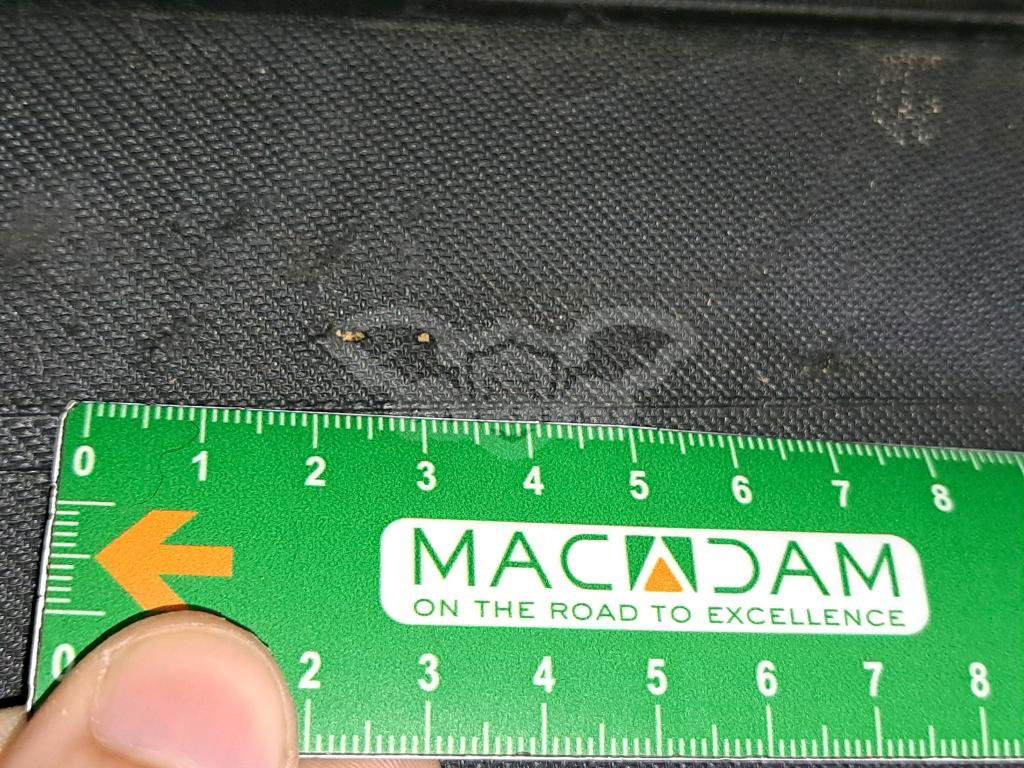 0 1 2 3 4 5 6 7 8
MACADAM
ON THE ROAD TO EXCELLENCE
0 2 3 4 5 6 7 8